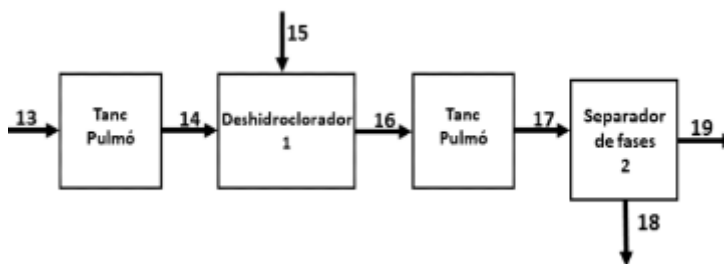 15
13
Tanc
Pulmó
14
Deshidroclorador
1
16
Tanc
Pulmó
17
Separador
de fases
2
19
18